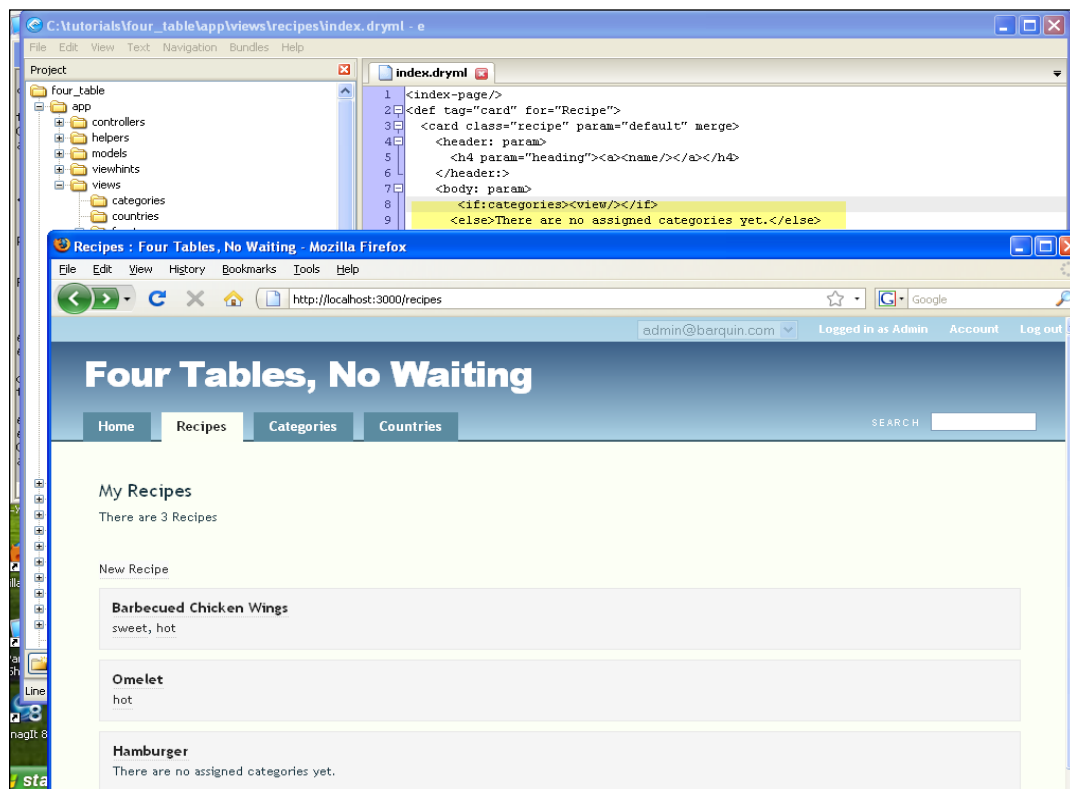 C:\tutorials\four_table\app\views\recipes\index.dryml - e
File Edit View Text Navigation Bundles Help
Project
four_table
app
controllers
helpers
models
viewhints
views
categories
countries
index.dryml
1 <index-page/>
2 <def tag="card" for="Recipe">
3 <card class="recipe" param="default" merge>
4 <header: param>
5 <h4 param="heading"><a><name/></a></h4>
6 </header:>
7 <body: param>
8 <if:categories><view/></if>
9 <else>There are no assigned categories yet.</else>
Recipes : Four Tables, No Waiting - Mozilla Firefox
File Edit View History Bookmarks Tools Help
http://localhost:3000/recipes
Google
admin@barquin.com Logged in as Admin Account Log out
Four Tables, No Waiting
Home Recipes Categories Countries
SEARCH
My Recipes
There are 3 Recipes
New Recipe
Barbecued Chicken Wings
sweet, hot
Omelet
hot
Hamburger
There are no assigned categories yet.
Line
nagIt 8
sta